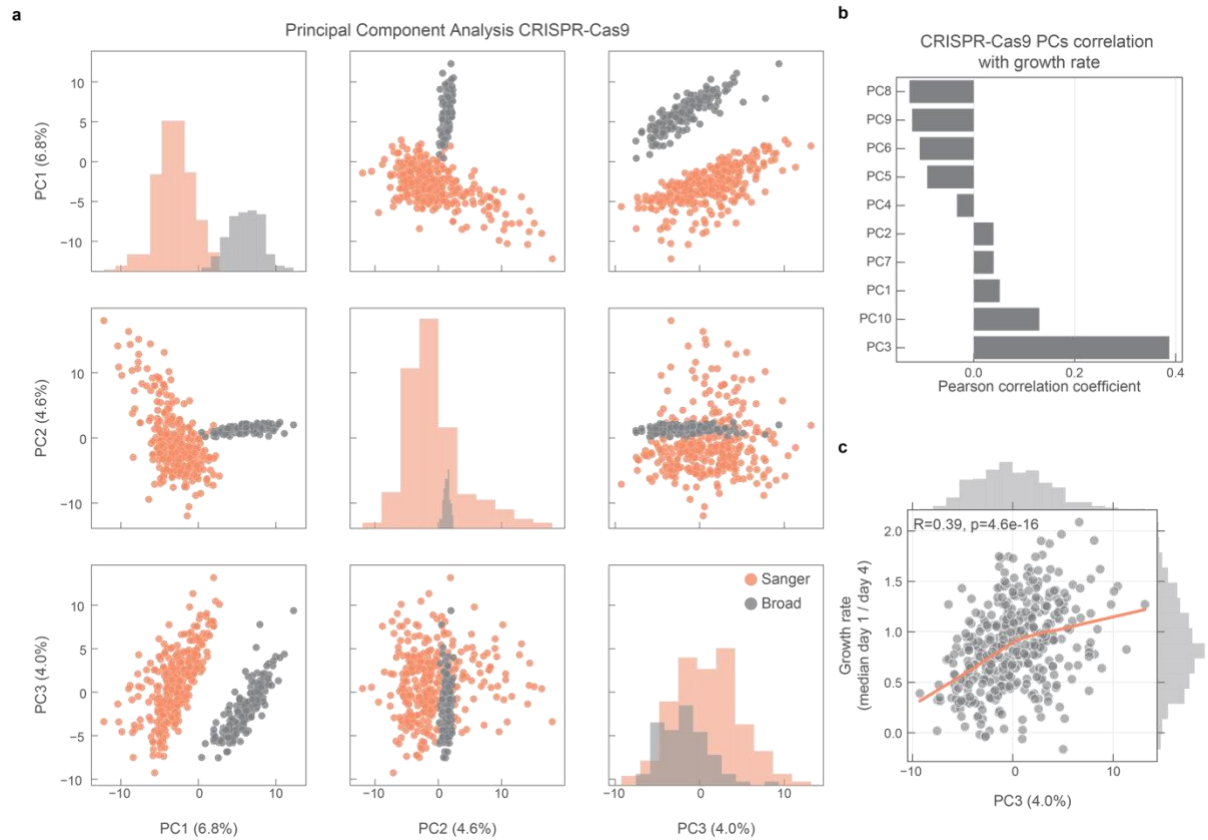 a
Principal Component Analysis CRISPR-Cas9
PC1 (6.8%)
10
5
0
−5
−10
PC2 (4.6%)
10
0
−10
PC3 (4.0%)
10
5
0
−5
−10
Sanger
Broad
−10 0 10
−10 0 10
−10 0 10
PC1 (6.8%)
PC2 (4.6%)
PC3 (4.0%)
b
CRISPR-Cas9 PCs correlation
with growth rate
PC8
PC9
PC6
PC5
PC4
PC2
PC7
PC1
PC10
PC3
0.0 0.2 0.4
Pearson correlation coefficient
c
R=0.39, p=4.6e-16
Growth rate
(median day 1 / day 4)
2.0
1.5
1.0
0.5
0.0
−10 0 10
PC3 (4.0%)